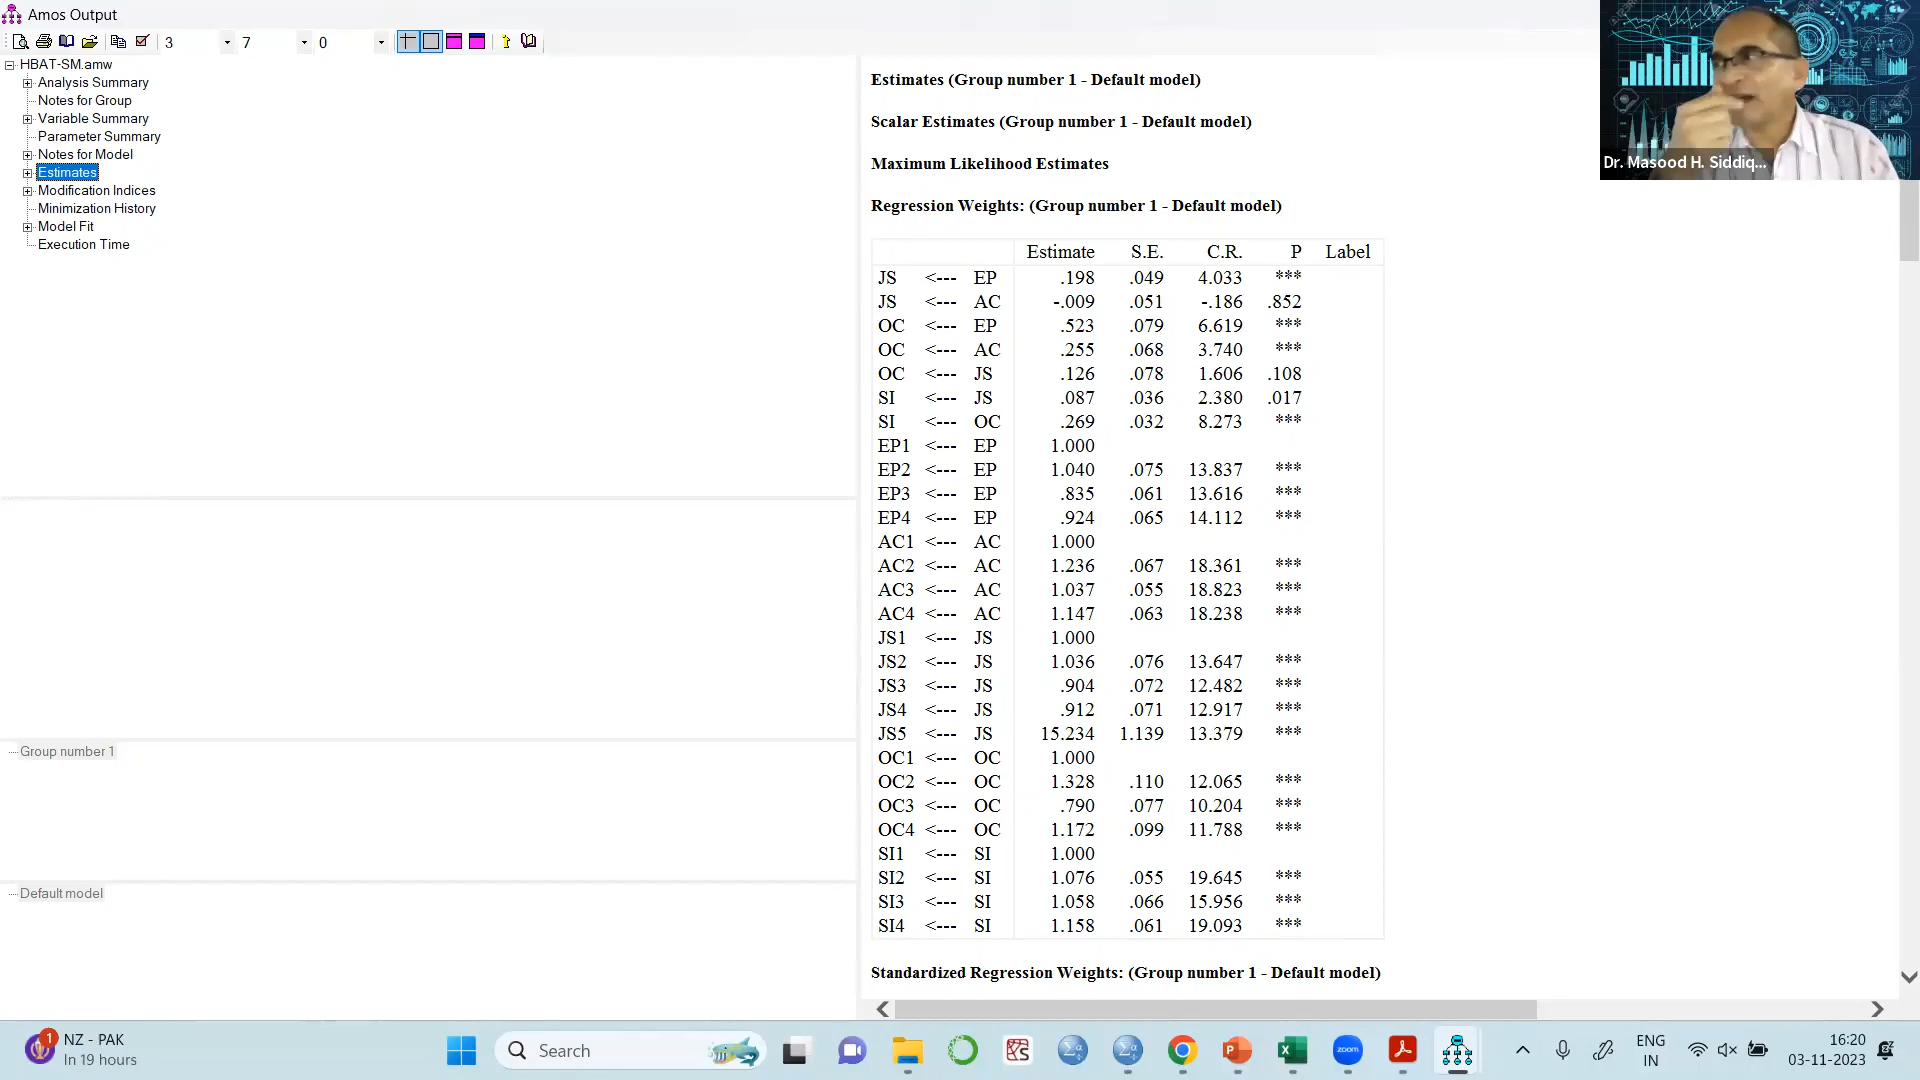 Amos Output
3 7 0
HBAT-SM.amw
Analysis Summary
Notes for Group
Variable Summary
Parameter Summary
Notes for Model
Estimates
Modification Indices
Minimization History
Model Fit
Execution Time
Group number 1
Default model
Estimates (Group number 1 - Default model)
Scalar Estimates (Group number 1 - Default model)
Maximum Likelihood Estimates
Regression Weights: (Group number 1 - Default model)
Estimate S.E. C.R. P Label
JS <--- EP .198 .049 4.033 ***
JS <--- AC -.009 .051 -.186 .852
OC <--- EP .523 .079 6.619 ***
OC <--- AC .255 .068 3.740 ***
OC <--- JS .126 .078 1.606 .108
SI <--- JS .087 .036 2.380 .017
SI <--- OC .269 .032 8.273 ***
EP1 <--- EP 1.000
EP2 <--- EP 1.040 .075 13.837 ***
EP3 <--- EP .835 .061 13.616 ***
EP4 <--- EP .924 .065 14.112 ***
AC1 <--- AC 1.000
AC2 <--- AC 1.236 .067 18.361 ***
AC3 <--- AC 1.037 .055 18.823 ***
AC4 <--- AC 1.147 .063 18.238 ***
JS1 <--- JS 1.000
JS2 <--- JS 1.036 .076 13.647 ***
JS3 <--- JS .904 .072 12.482 ***
JS4 <--- JS .912 .071 12.917 ***
JS5 <--- JS 15.234 1.139 13.379 ***
OC1 <--- OC 1.000
OC2 <--- OC 1.328 .110 12.065 ***
OC3 <--- OC .790 .077 10.204 ***
OC4 <--- OC 1.172 .099 11.788 ***
SI1 <--- SI 1.000
SI2 <--- SI 1.076 .055 19.645 ***
SI3 <--- SI 1.058 .066 15.956 ***
SI4 <--- SI 1.158 .061 19.093 ***
Standardized Regression Weights: (Group number 1 - Default model)
Dr. Masood H. Siddiq...
1
NZ - PAK
In 19 hours
Search
zoom
ENG
IN
16:20
03-11-2023